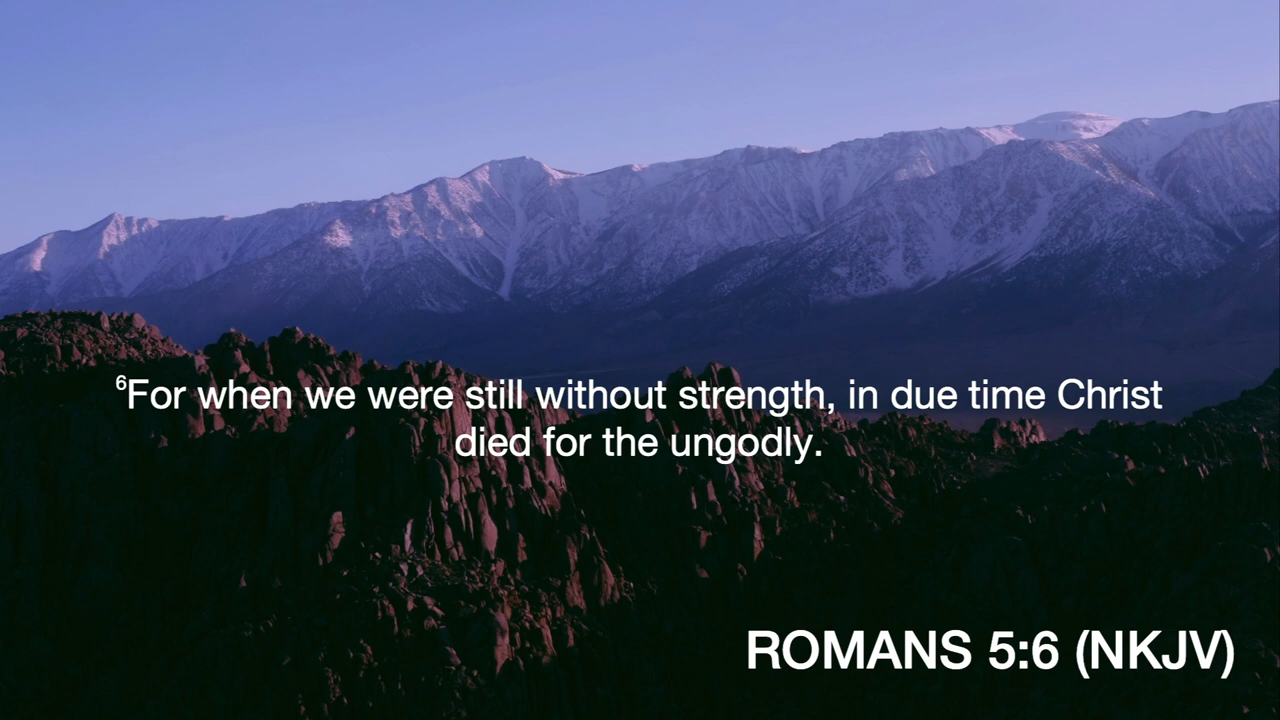 ⁶For when we were still without strength, in due time Christ
died for the ungodly.
ROMANS 5:6 (NKJV)